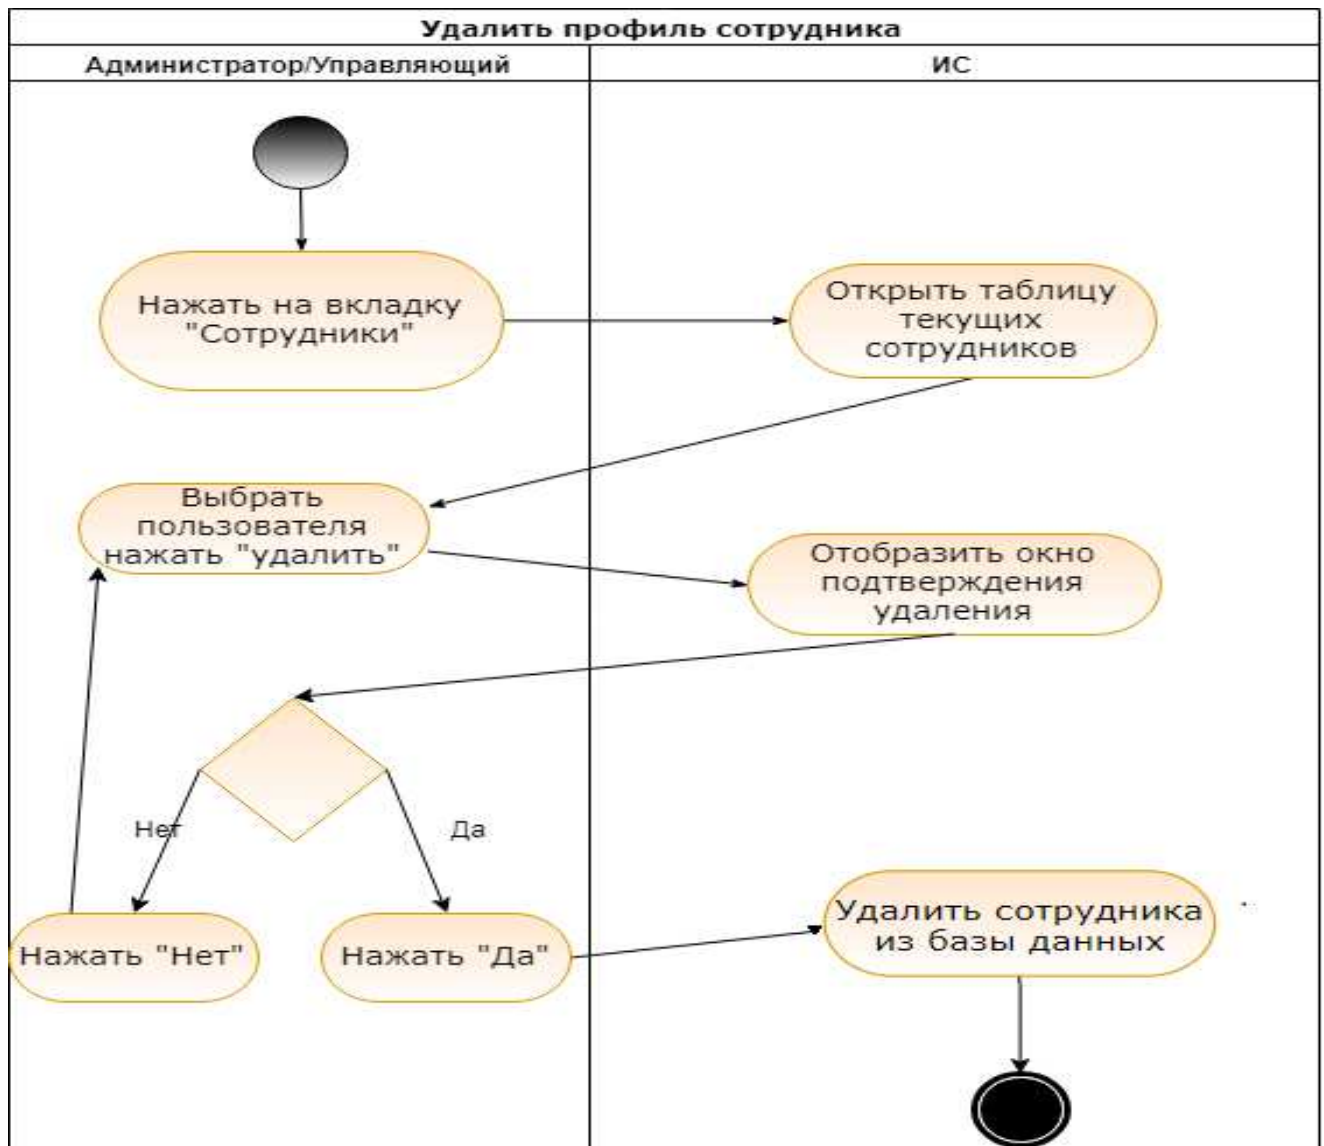 Удалить профиль сотрудника
Администратор/Управляющий
ИС
Нажать на вкладку
"Сотрудники"
Открыть таблицу
текущих
сотрудников
Выбрать
пользователя
нажать "удалить"
Отобразить окно
подтверждения
удаления
Нет
Да
Нажать "Нет"
Нажать "Да"
Удалить сотрудника
из базы данных